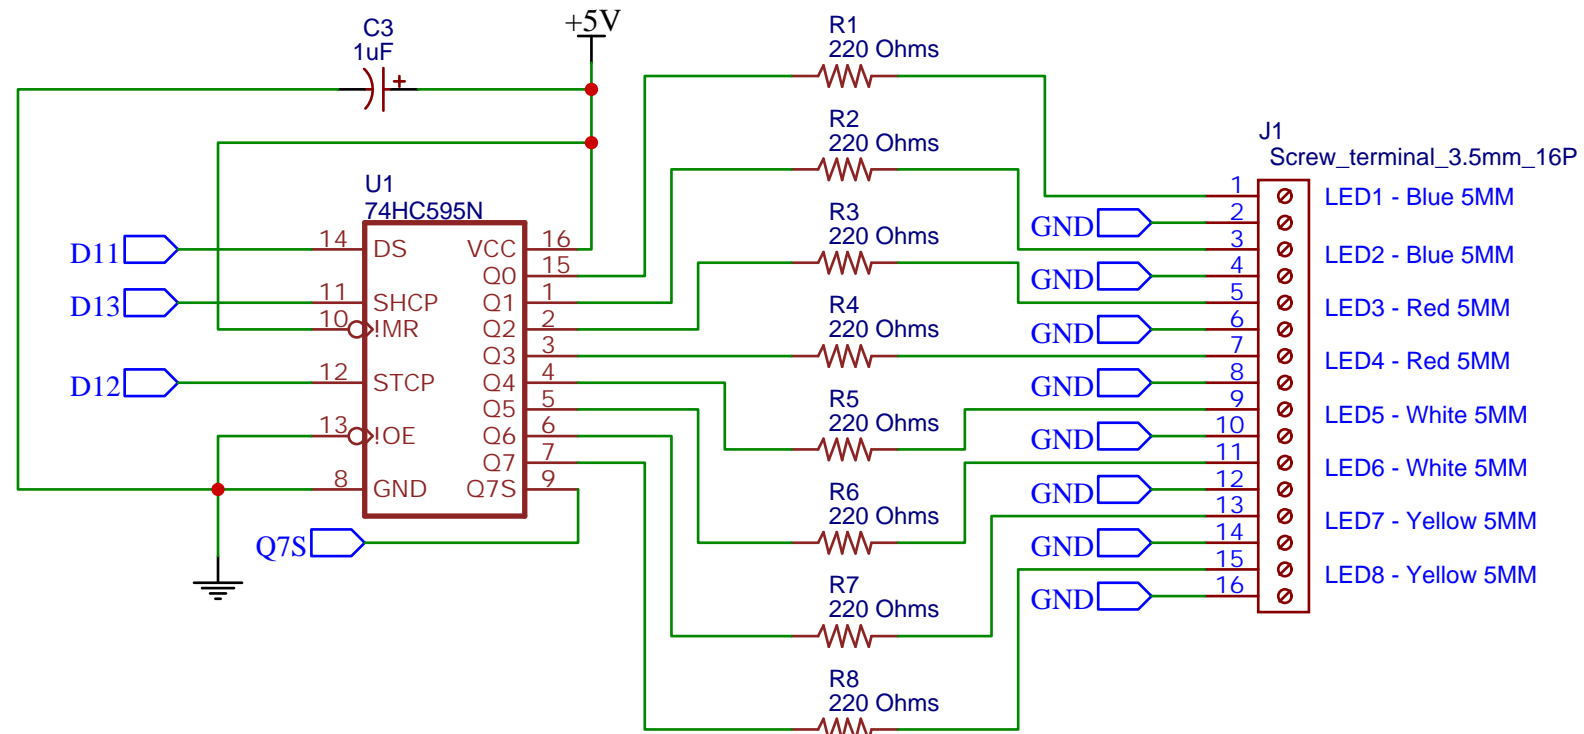 C3
1uF
+5V
R1
220 Ohms
R2
220 Ohms
R3
220 Ohms
R4
220 Ohms
R5
220 Ohms
R6
220 Ohms
R7
220 Ohms
R8
220 Ohms
U1
74HC595N
D11
14
DS
D13
11
SHCP
10
!MR
D12
12
STCP
13
!OE
8
GND
VCC
16
Q0
15
Q1
1
Q2
2
Q3
3
Q4
4
Q5
5
Q6
6
Q7
7
Q7S
9
Q7S
J1
Screw_terminal_3.5mm_16P
1
LED1 - Blue 5MM
GND
2
3
LED2 - Blue 5MM
GND
4
5
LED3 - Red 5MM
GND
6
7
LED4 - Red 5MM
GND
8
9
LED5 - White 5MM
GND
10
11
LED6 - White 5MM
GND
12
13
LED7 - Yellow 5MM
GND
14
15
LED8 - Yellow 5MM
GND
16